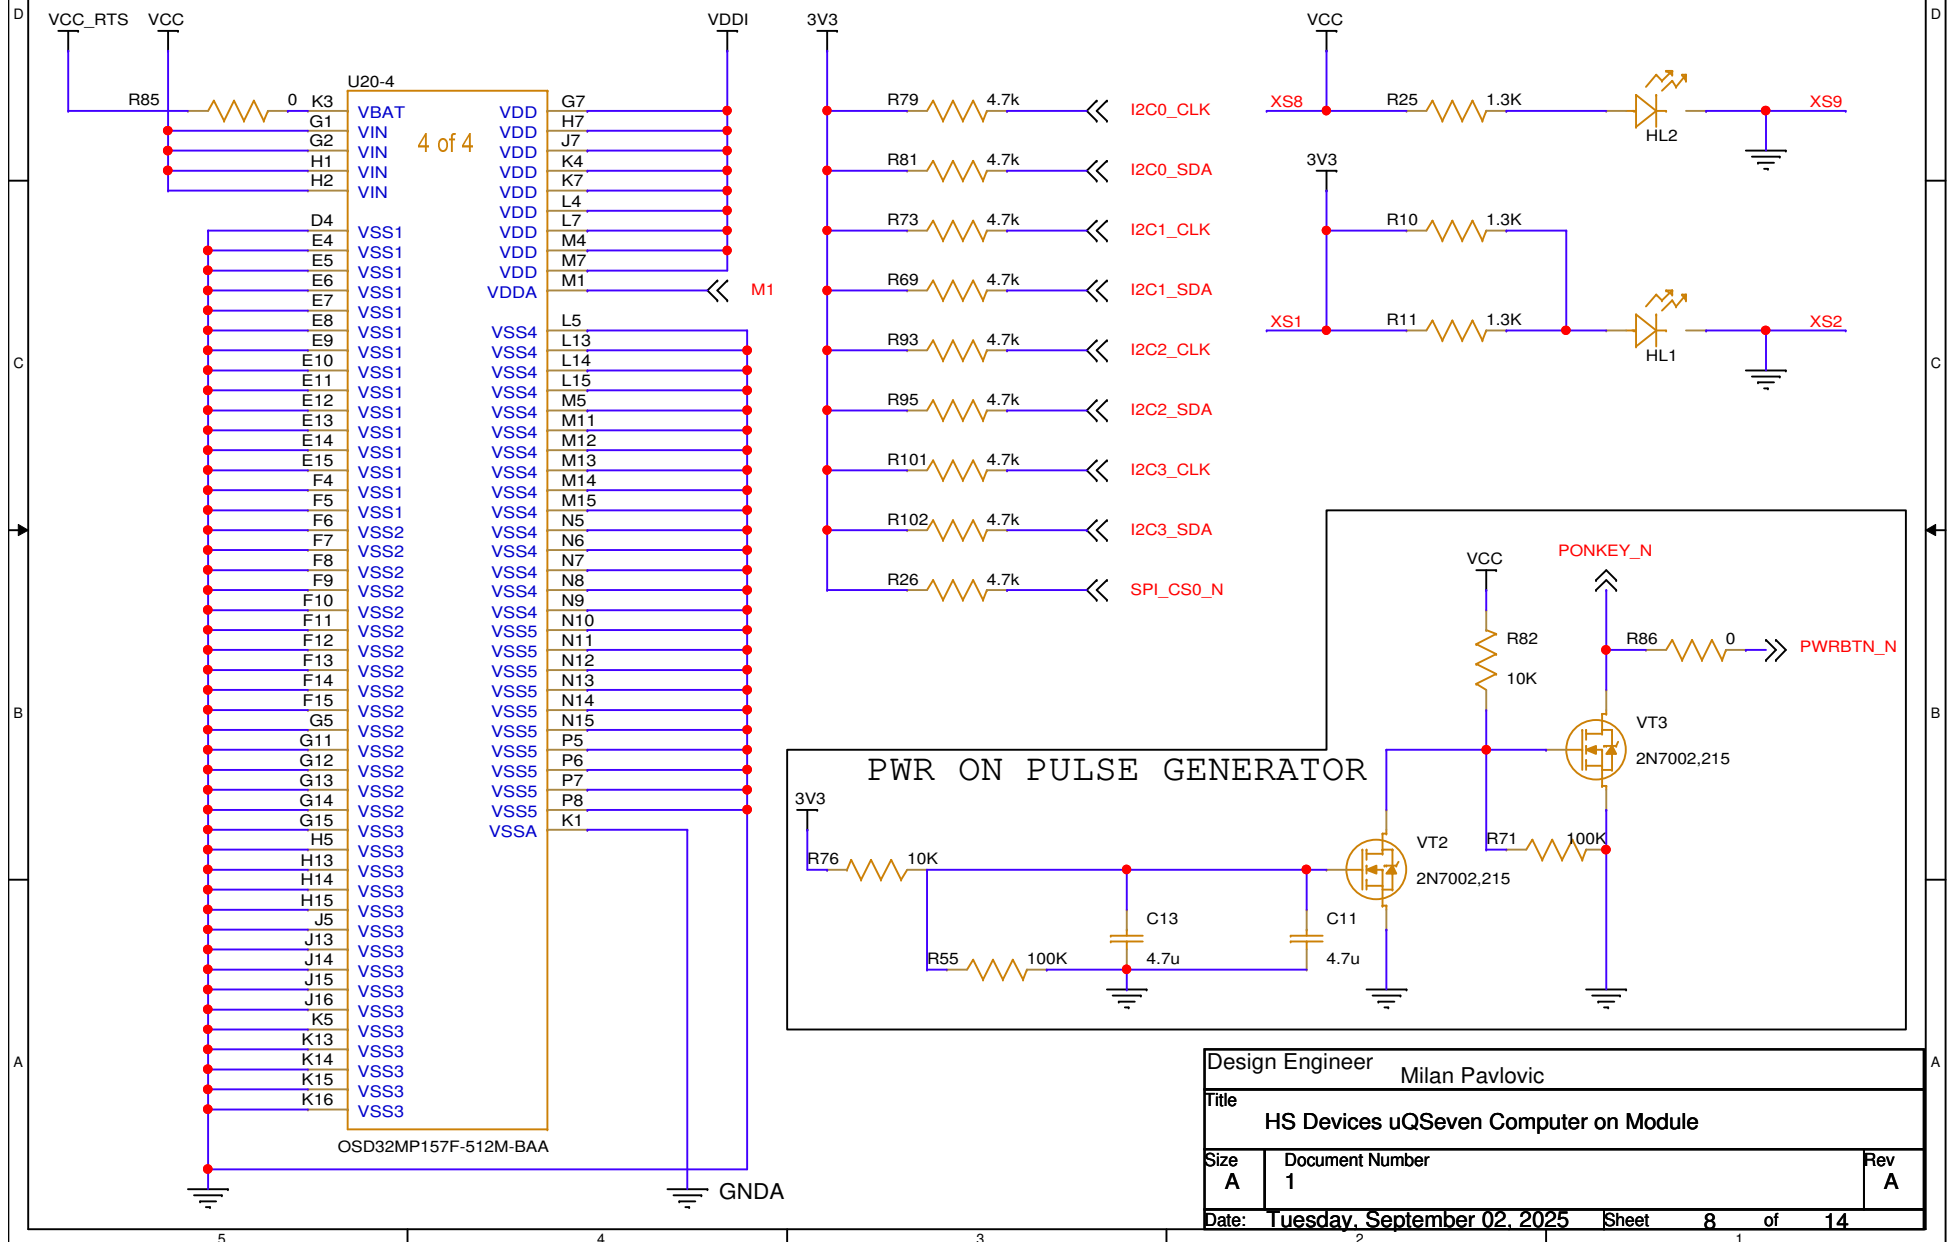 D
D
VCC_RTS VCC
VDDI
3V3
VCC
U20-4
4 of 4
R85 0 K3 VBAT
G1 VIN
G2 VIN
H1 VIN
H2 VIN
D4 VSS1
E4 VSS1
E5 VSS1
E6 VSS1
E7 VSS1
E8 VSS1
E9 VSS1
E10 VSS1
E11 VSS1
E12 VSS1
E13 VSS1
E14 VSS1
E15 VSS1
F4 VSS1
F5 VSS1
F6 VSS2
F7 VSS2
F8 VSS2
F9 VSS2
F10 VSS2
F11 VSS2
F12 VSS2
F13 VSS2
F14 VSS2
F15 VSS2
G5 VSS2
G11 VSS2
G12 VSS2
G13 VSS2
G14 VSS2
G15 VSS3
H5 VSS3
H13 VSS3
H14 VSS3
H15 VSS3
J5 VSS3
J13 VSS3
J14 VSS3
J15 VSS3
J16 VSS3
K5 VSS3
K13 VSS3
K14 VSS3
K15 VSS3
K16 VSS3
VDD G7
VDD H7
VDD J7
VDD K4
VDD K7
VDD L4
VDD L7
VDD M4
VDD M7
VDDA M1 M1
VSS4 L5
VSS4 L13
VSS4 L14
VSS4 L15
VSS4 M5
VSS4 M11
VSS4 M12
VSS4 M13
VSS4 M14
VSS4 M15
VSS4 N5
VSS4 N6
VSS4 N7
VSS4 N8
VSS4 N9
VSS5 N10
VSS5 N11
VSS5 N12
VSS5 N13
VSS5 N14
VSS5 N15
VSS5 P5
VSS5 P6
VSS5 P7
VSS5 P8
VSSA K1
OSD32MP157F-512M-BAA
GNDA
R79 4.7k I2C0_CLK
R81 4.7k I2C0_SDA
R73 4.7k I2C1_CLK
R69 4.7k I2C1_SDA
R93 4.7k I2C2_CLK
R95 4.7k I2C2_SDA
R101 4.7k I2C3_CLK
R102 4.7k I2C3_SDA
R26 4.7k SPI_CS0_N
XS8 R25 1.3K XS9
HL2
3V3
R10 1.3K
XS1 R11 1.3K XS2
HL1
C
C
B
B
A
A
PWR ON PULSE GENERATOR
VCC
PONKEY_N
R82
10K
R86 0 PWRBTN_N
VT3
2N7002,215
3V3
R76 10K
VT2
2N7002,215
R71 100K
C13
4.7u
C11
4.7u
R55 100K
Design Engineer Milan Pavlovic
Title
HS Devices uQSeven Computer on Module
Size
A
Document Number
1
Rev
A
Date: Tuesday, September 02, 2025 Sheet 8 of 14
5 4 3 2 1